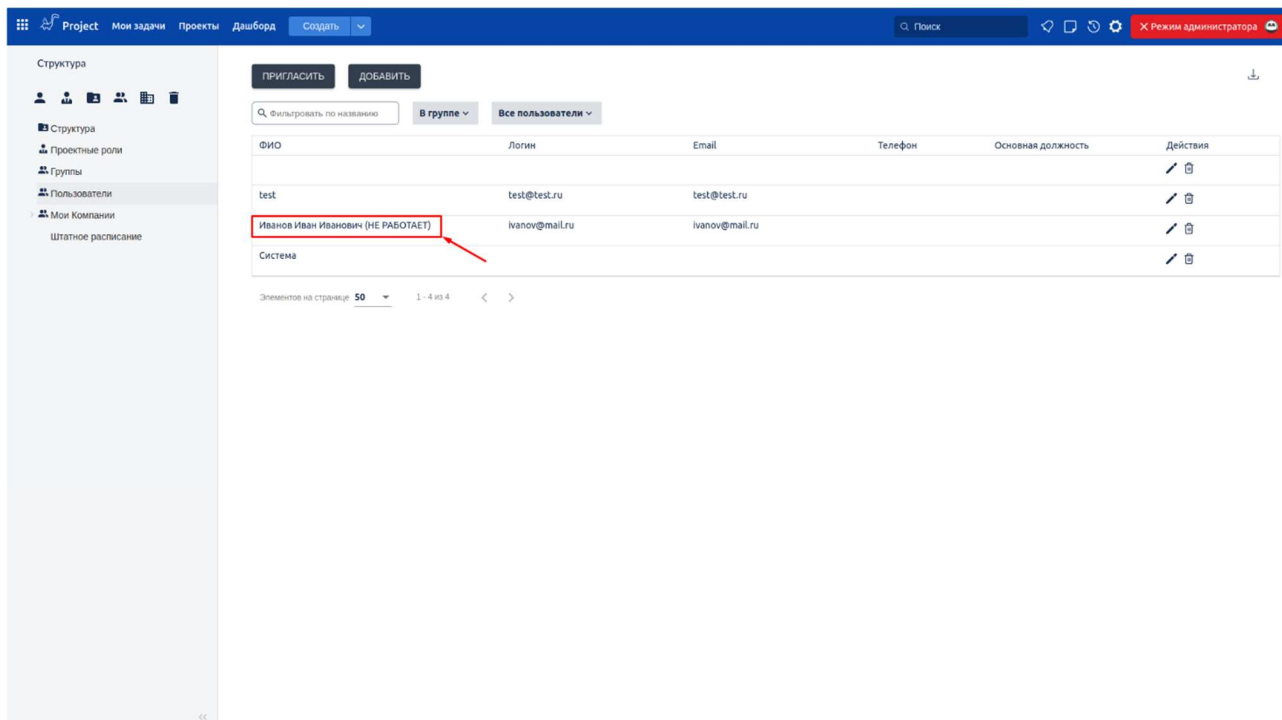 Project Мои задачи Проекты Дашборд Создать Поиск Режим администратора
Структура
ПРИГЛАСИТЬ ДОБАВИТЬ
Фильтровать по названию В группе Все пользователи
Структура
Проектные роли
Группы
Пользователи
Мои Компании
Штатное расписание
ФИО Логин Email Телефон Основная должность Действия
test test@test.ru test@test.ru
Иванов Иван Иванович (НЕ РАБОТАЕТ) ivanov@mail.ru ivanov@mail.ru
Система
Элементов на странице 50 1 - 4 из 4